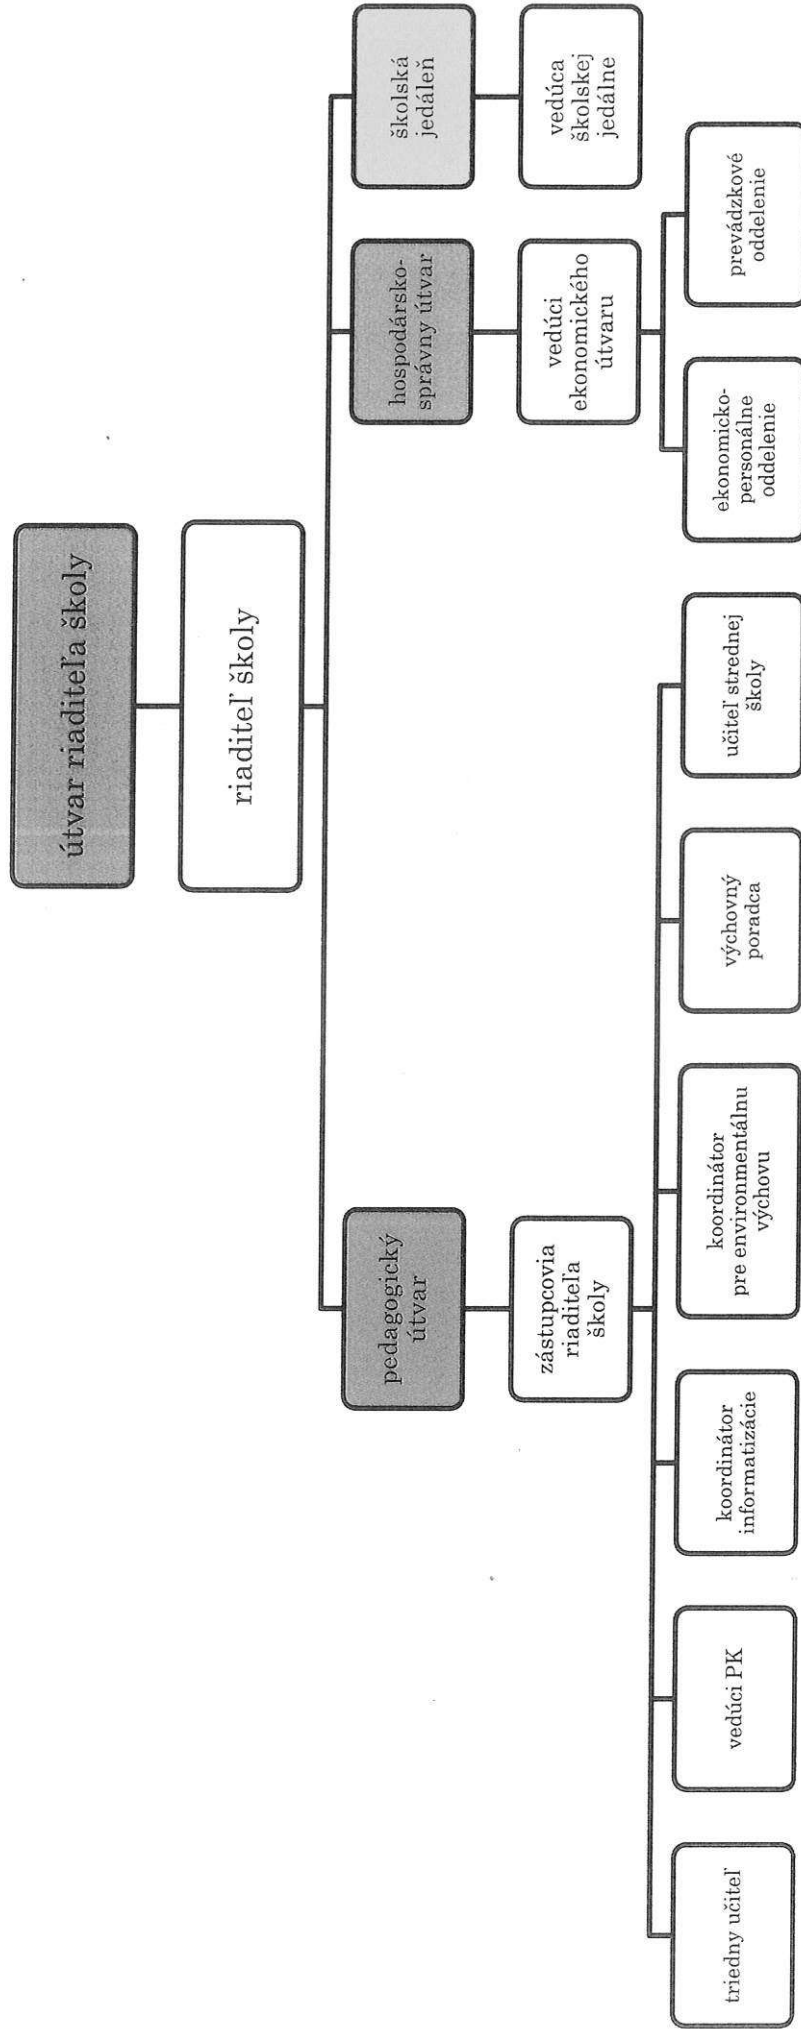 útvar riaditeľa školy
riaditeľ školy
pedagogický
útvar
hospodársko-
správny útvar
školská
jedáleň
zástupcovia
riaditeľa
školy
vedúci
ekonomického
útvaru
vedúca
školskej
jedálne
triedny učiteľ
vedúci PK
koordinátor
informatizácie
koordinátor
pre environmentálnu
výchovu
výchovný
poradca
učiteľ strednej
školy
ekonomicko-
personálne
oddelenie
prevádzkové
oddelenie